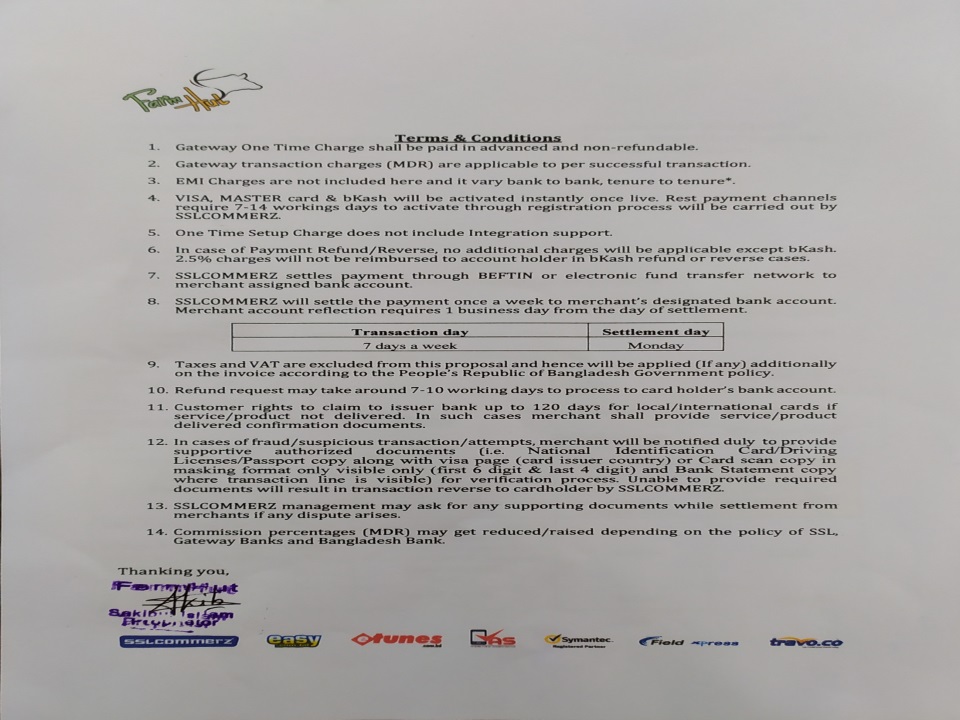 Farmy Hut
Terms & Conditions
1. Gateway One Time Charge shall be paid in advanced and non-refundable.
2. Gateway transaction charges (MDR) are applicable to per successful transaction.
3. EMI Charges are not included here and it vary bank to bank, tenure to tenure*.
4. VISA, MASTER card & bKash will be activated instantly once live. Rest payment channels
require 7-14 workings days to activate through registration process will be carried out by
SSLCOMMERZ.
5. One Time Setup Charge does not include Integration support.
6. In case of Payment Refund/Reverse, no additional charges will be applicable except bKash.
2.5% charges will not be reimbursed to account holder in bKash refund or reverse cases.
7. SSLCOMMERZ settles payment through BEFTIN or electronic fund transfer network to
merchant assigned bank account.
8. SSLCOMMERZ will settle the payment once a week to merchant's designated bank account.
Merchant account reflection requires 1 business day from the day of settlement.
Transaction day Settlement day
7 days a week Monday
9. Taxes and VAT are excluded from this proposal and hence will be applied (If any) additionally
on the invoice according to the People's Republic of Bangladesh Government policy.
10. Refund request may take around 7-10 working days to process to card holder's bank account.
11. Customer rights to claim to issuer bank up to 120 days for local/international cards if
service/product not delivered. In such cases merchant shall provide service/product
delivered confirmation documents.
12. In cases of fraud/suspicious transaction/attempts, merchant will be notified duly to provide
supportive authorized documents (i.e. National Identification Card/Driving
Licenses/Passport copy along with visa page (card issuer country) or Card scan copy in
masking format only visible only (first 6 digit & last 4 digit) and Bank Statement copy
where transaction line is visible) for verification process. Unable to provide required
documents will result in transaction reverse to cardholder by SSLCOMMERZ.
13. SSLCOMMERZ management may ask for any supporting documents while settlement from
merchants if any dispute arises.
14. Commission percentages (MDR) may get reduced/raised depending on the policy of SSL,
Gateway Banks and Bangladesh Bank.
Thanking you,
FarmyHut
Akib
SSLCOMMERZ easy tunes .com.bd VAS Symantec Registered Partner Field Xpress travo.co